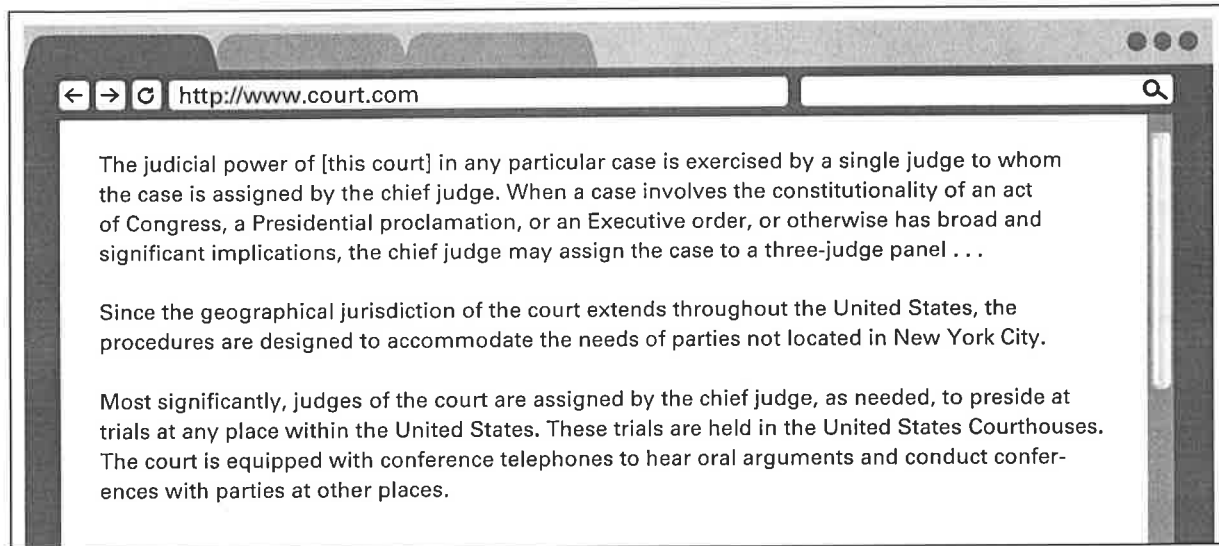 http://www.court.com
The judicial power of [this court] in any particular case is exercised by a single judge to whom
the case is assigned by the chief judge. When a case involves the constitutionality of an act
of Congress, a Presidential proclamation, or an Executive order, or otherwise has broad and
significant implications, the chief judge may assign the case to a three-judge panel . . .
Since the geographical jurisdiction of the court extends throughout the United States, the
procedures are designed to accommodate the needs of parties not located in New York City.
Most significantly, judges of the court are assigned by the chief judge, as needed, to preside at
trials at any place within the United States. These trials are held in the United States Courthouses.
The court is equipped with conference telephones to hear oral arguments and conduct confer-
ences with parties at other places.